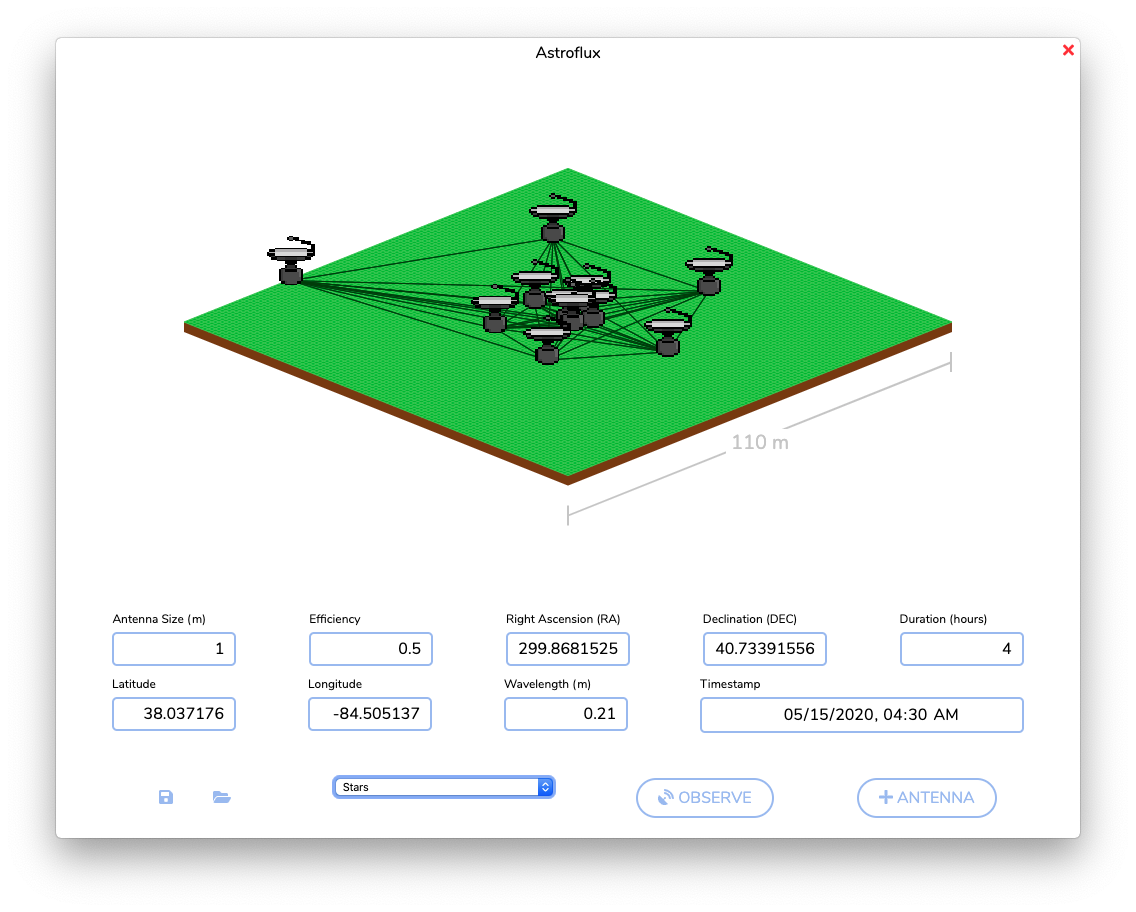 Astroflux
110 m
Antenna Size (m) Efficiency Right Ascension (RA) Declination (DEC) Duration (hours)
1 0.5 299.8681525 40.73391556 4
Latitude Longitude Wavelength (m) Timestamp
38.037176 -84.505137 0.21 05/15/2020, 04:30 AM
Stars OBSERVE ANTENNA